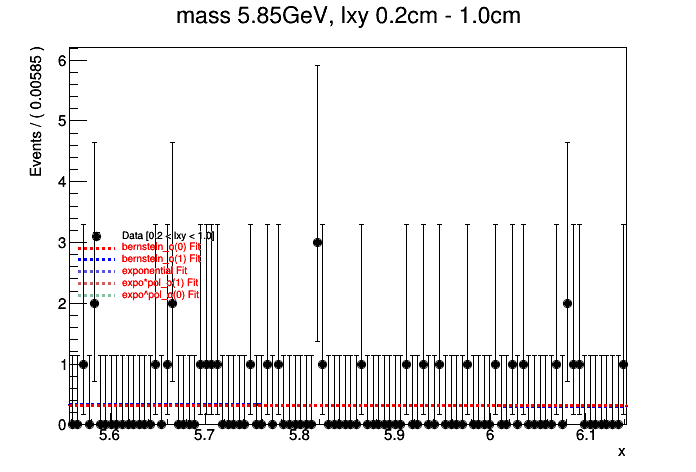 mass 5.85GeV, lxy 0.2cm - 1.0cm
Events / ( 0.00585 )
6
5
4
3
2
1
0
Data [0.2 < lxy < 1.0]
bernstein_o(0) Fit
bernstein_o(1) Fit
exponential Fit
expo*pol_o(1) Fit
expo^pol_o(0) Fit
5.6 5.7 5.8 5.9 6 6.1
x